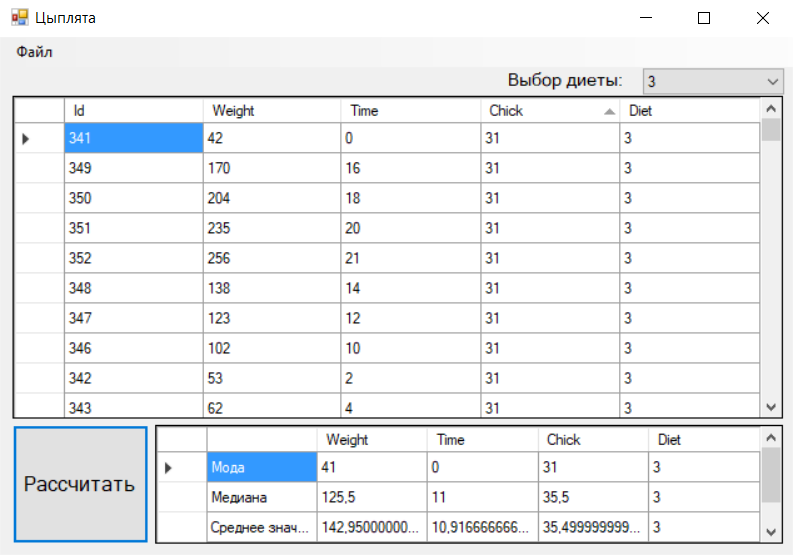 Цыплята
Файл
Выбор диеты: 3
Id Weight Time Chick Diet
341 42 0 31 3
349 170 16 31 3
350 204 18 31 3
351 235 20 31 3
352 256 21 31 3
348 138 14 31 3
347 123 12 31 3
346 102 10 31 3
342 53 2 31 3
343 62 4 31 3
Рассчитать
Weight Time Chick Diet
Мода 41 0 31 3
Медиана 125,5 11 35,5 3
Среднее знач... 142,95000000... 10,916666666... 35,499999999... 3